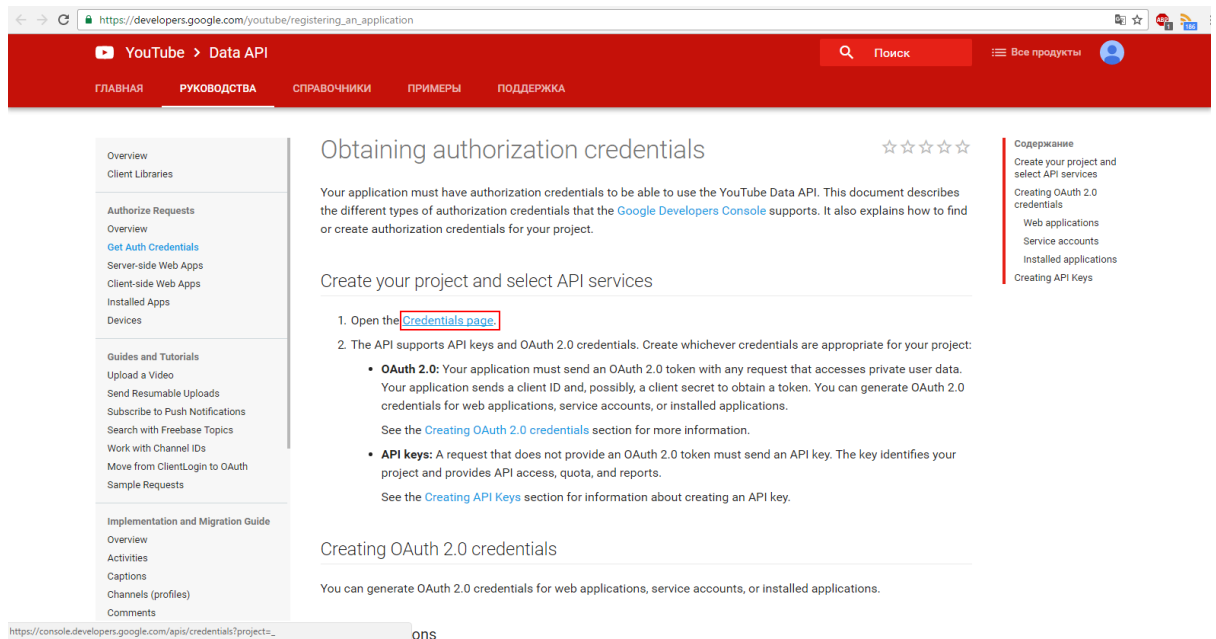 https://developers.google.com/youtube/registering_an_application
YouTube > Data API
Поиск
Все продукты
ГЛАВНАЯ
РУКОВОДСТВА
СПРАВОЧНИКИ
ПРИМЕРЫ
ПОДДЕРЖКА
Overview
Client Libraries
Authorize Requests
Overview
Get Auth Credentials
Server-side Web Apps
Client-side Web Apps
Installed Apps
Devices
Guides and Tutorials
Upload a Video
Send Resumable Uploads
Subscribe to Push Notifications
Search with Freebase Topics
Work with Channel IDs
Move from ClientLogin to OAuth
Sample Requests
Implementation and Migration Guide
Overview
Activities
Captions
Channels (profiles)
Comments
Obtaining authorization credentials
Your application must have authorization credentials to be able to use the YouTube Data API. This document describes
the different types of authorization credentials that the Google Developers Console supports. It also explains how to find
or create authorization credentials for your project.
Create your project and select API services
1. Open the Credentials page.
2. The API supports API keys and OAuth 2.0 credentials. Create whichever credentials are appropriate for your project:
• OAuth 2.0: Your application must send an OAuth 2.0 token with any request that accesses private user data.
Your application sends a client ID and, possibly, a client secret to obtain a token. You can generate OAuth 2.0
credentials for web applications, service accounts, or installed applications.
See the Creating OAuth 2.0 credentials section for more information.
• API keys: A request that does not provide an OAuth 2.0 token must send an API key. The key identifies your
project and provides API access, quota, and reports.
See the Creating API Keys section for information about creating an API key.
Creating OAuth 2.0 credentials
You can generate OAuth 2.0 credentials for web applications, service accounts, or installed applications.
ons
Содержание
Create your project and
select API services
Creating OAuth 2.0
credentials
Web applications
Service accounts
Installed applications
Creating API Keys
https://console.developers.google.com/apis/credentials?project=_